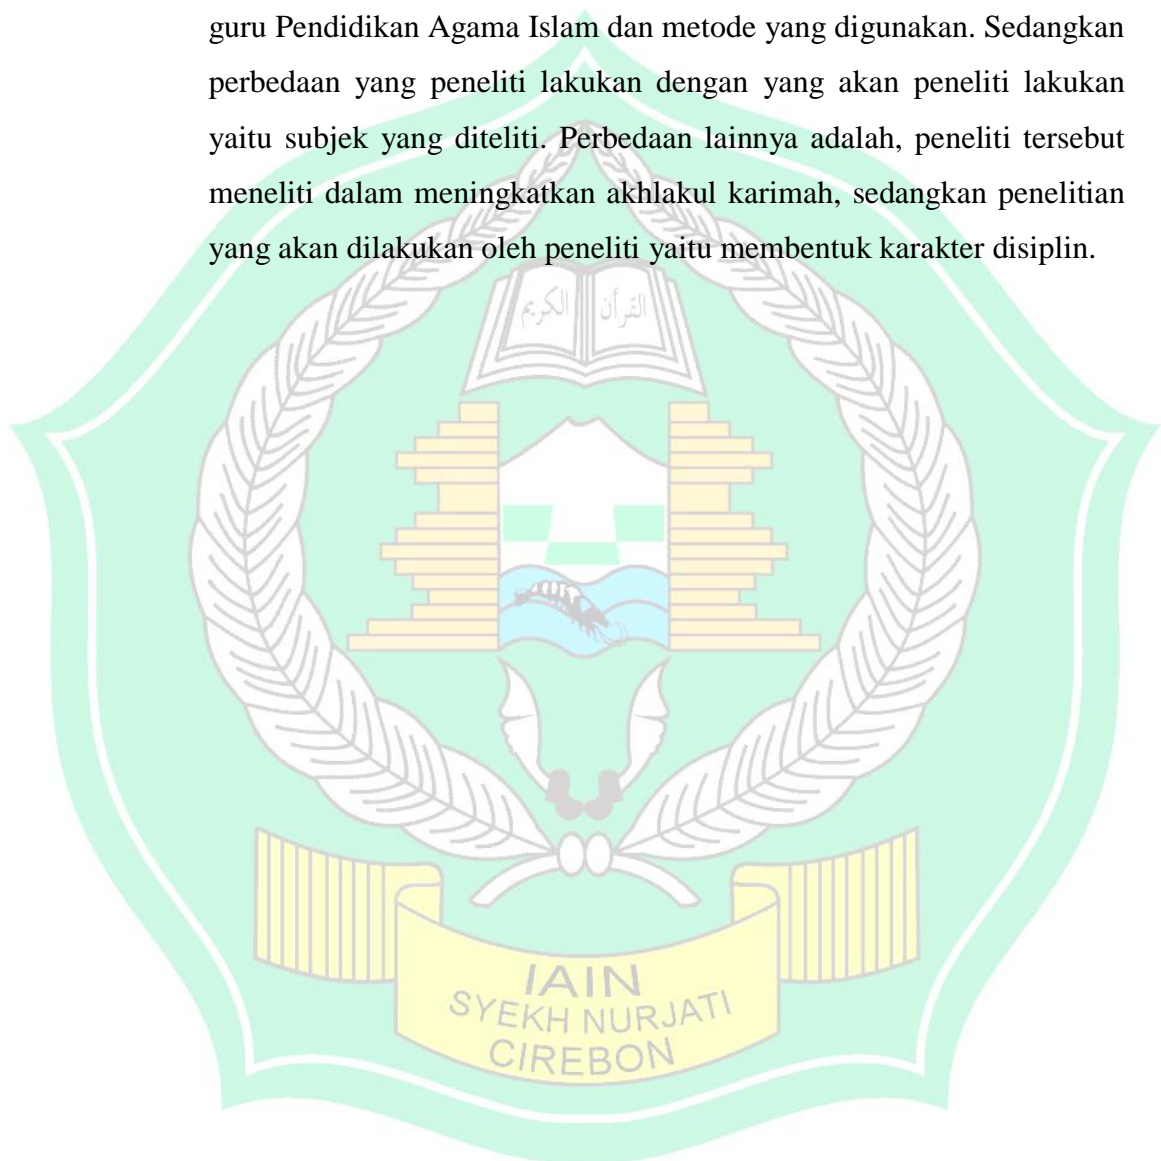 guru Pendidikan Agama Islam dan metode yang digunakan. Sedangkan
perbedaan yang peneliti lakukan dengan yang akan peneliti lakukan
yaitu subjek yang diteliti. Perbedaan lainnya adalah, peneliti tersebut
meneliti dalam meningkatkan akhlakul karimah, sedangkan penelitian
yang akan dilakukan oleh peneliti yaitu membentuk karakter disiplin.
القرأن الكريم
IAIN
SYEKH NURJATI
CIREBON